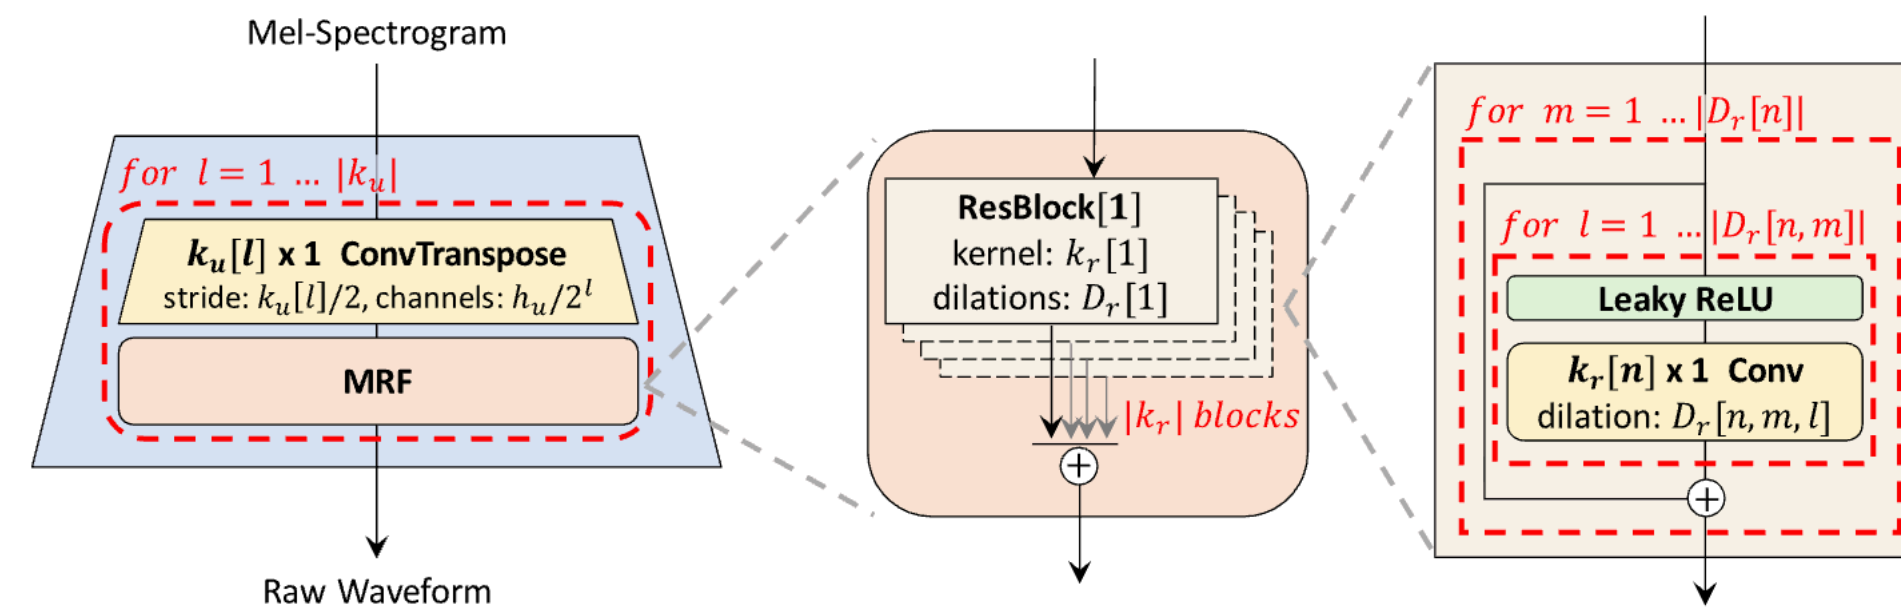 Mel-Spectrogram
for l = 1 ... |k_u|
k_u[l] x 1 ConvTranspose
stride: k_u[l]/2, channels: h_u/2^l
MRF
Raw Waveform
ResBlock[1]
kernel: k_r[1]
dilations: D_r[1]
|k_r| blocks
+
for m = 1 ... |D_r[n]|
for l = 1 ... |D_r[n, m]|
Leaky ReLU
k_r[n] x 1 Conv
dilation: D_r[n, m, l]
+